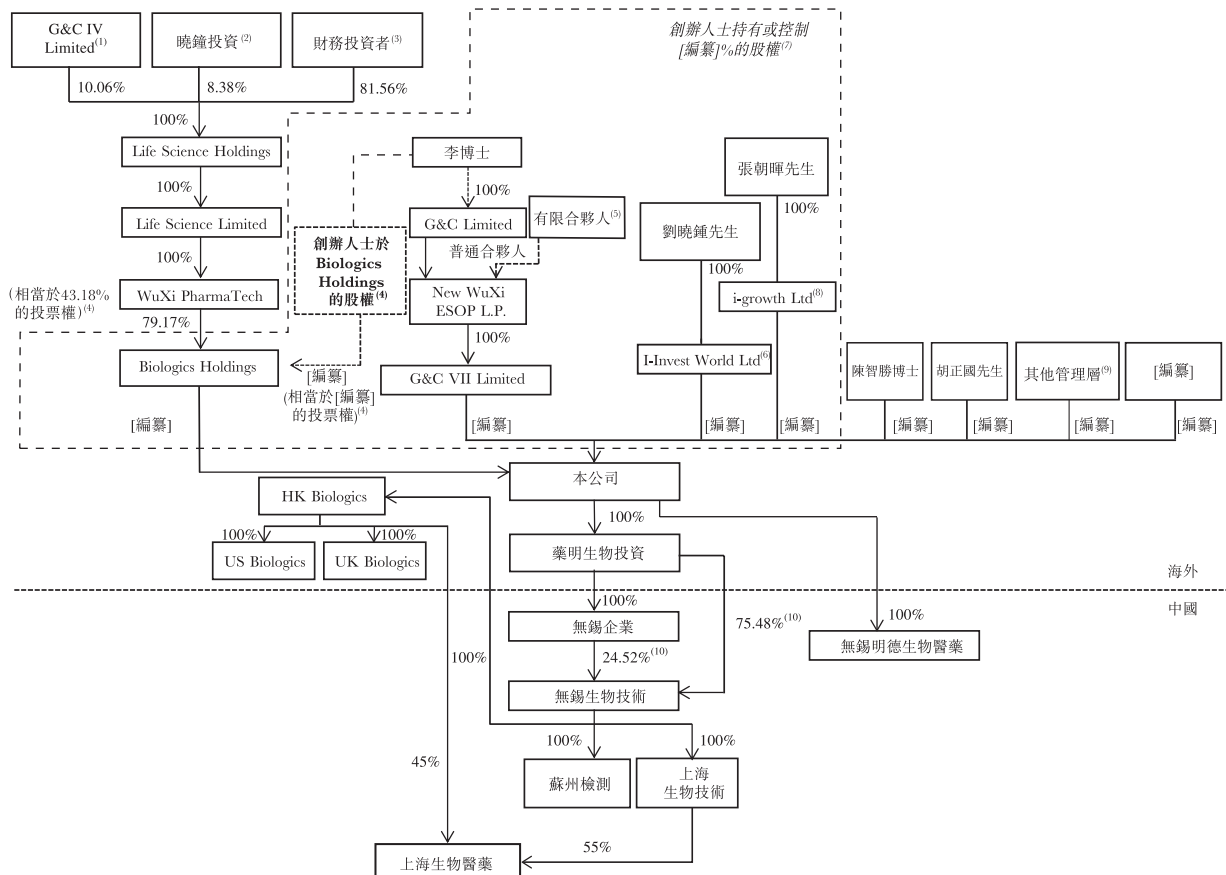 G&C IV
Limited(1)
曉鐘投資(2)
財務投資者(3)
創辦人士持有或控制
[編纂]%的股權(7)
10.06%
8.38%
81.56%
100%
Life Science Holdings
100%
Life Science Limited
100%
WuXi PharmaTech
(相當於43.18%
的投票權)(4)
79.17%
Biologics Holdings
[編纂]
李博士
100%
G&C Limited
有限合夥人(5)
普通合夥人
創辦人士於
Biologics
Holdings
的股權(4)
New WuXi
ESOP L.P.
100%
G&C VII Limited
[編纂]
(相當於[編纂]
的投票權)(4)
[編纂]
張朝暉先生
100%
劉曉鍾先生
100%
i-growth Ltd(8)
I-Invest World Ltd(6)
[編纂]
[編纂]
陳智勝博士
胡正國先生
其他管理層(9)
[編纂]
[編纂]
[編纂]
[編纂]
[編纂]
本公司
HK Biologics
100%
100%
100%
US Biologics
UK Biologics
藥明生物投資
海外
中國
100%
75.48%(10)
100%
無錫企業
無錫明德生物醫藥
100%
24.52%(10)
無錫生物技術
100%
100%
45%
蘇州檢測
上海
生物技術
55%
上海生物醫藥